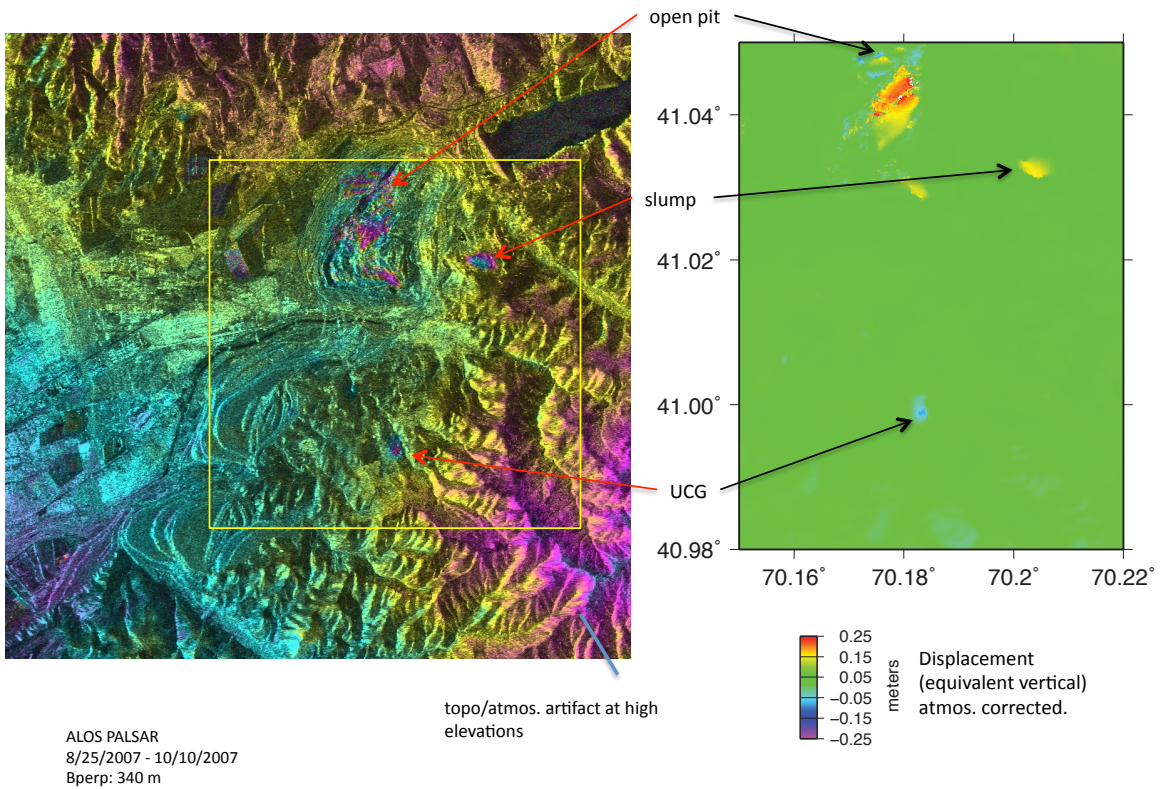 open pit
slump
UCG
41.04°
41.02°
41.00°
40.98°
70.16° 70.18° 70.2° 70.22°
topo/atmos. artifact at high
elevations
ALOS PALSAR
8/25/2007 - 10/10/2007
Bperp: 340 m
0.25
0.15
0.05
−0.05
−0.15
−0.25
meters
Displacement
(equivalent vertical)
atmos. corrected.